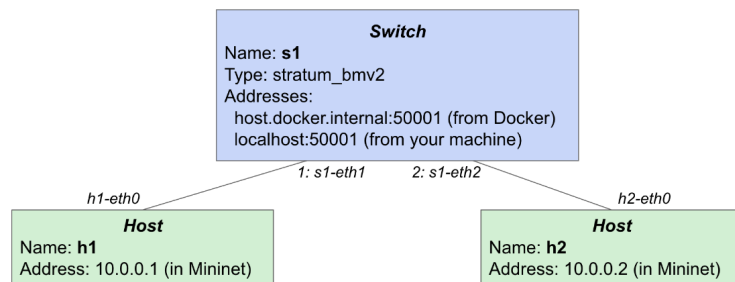 Switch
Name: s1
Type: stratum_bmv2
Addresses:
host.docker.internal:50001 (from Docker)
localhost:50001 (from your machine)
1: s1-eth1
2: s1-eth2
h1-eth0
h2-eth0
Host
Name: h1
Address: 10.0.0.1 (in Mininet)
Host
Name: h2
Address: 10.0.0.2 (in Mininet)